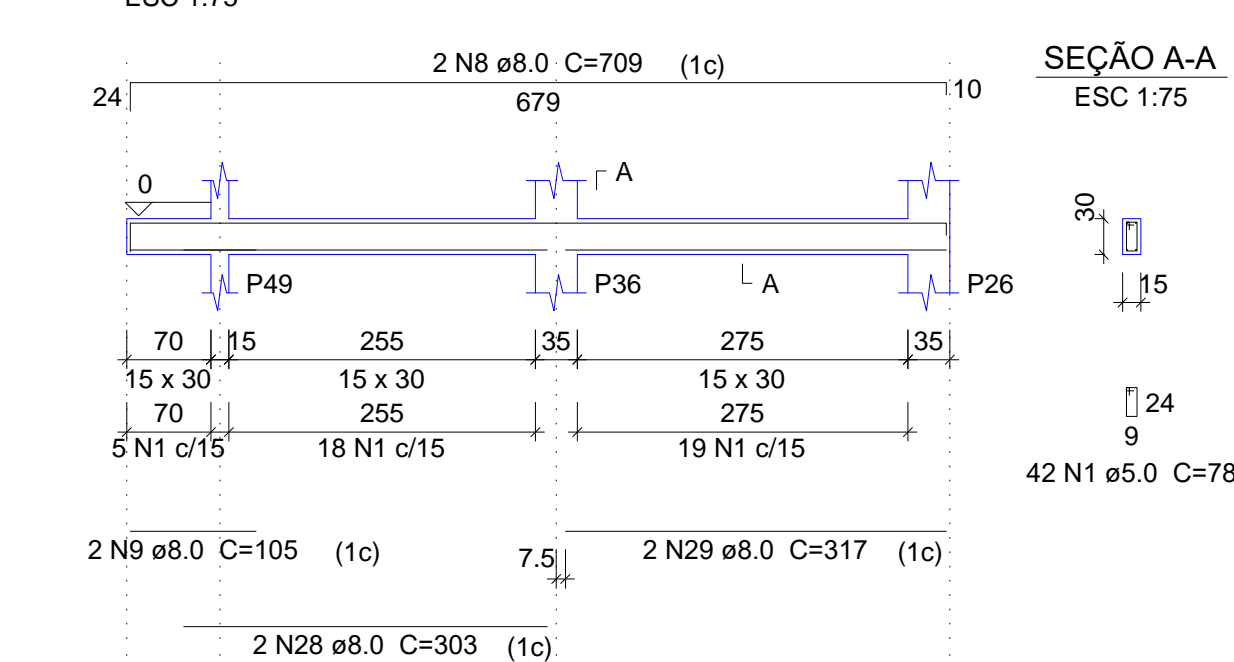 ESC 1:75
2 N8 ø8.0 C=709 (1c)
24
679
10
SEÇÃO A-A
ESC 1:75
A
0
30
P49
P36
A
P26
15
70 15 255 35 275 35
15 x 30 15 x 30 15 x 30
70 255 275
24
5 N1 c/15 18 N1 c/15 19 N1 c/15
9
42 N1 ø5.0 C=78
2 N9 ø8.0 C=105 (1c)
7.5
2 N29 ø8.0 C=317 (1c)
2 N28 ø8.0 C=303 (1c)